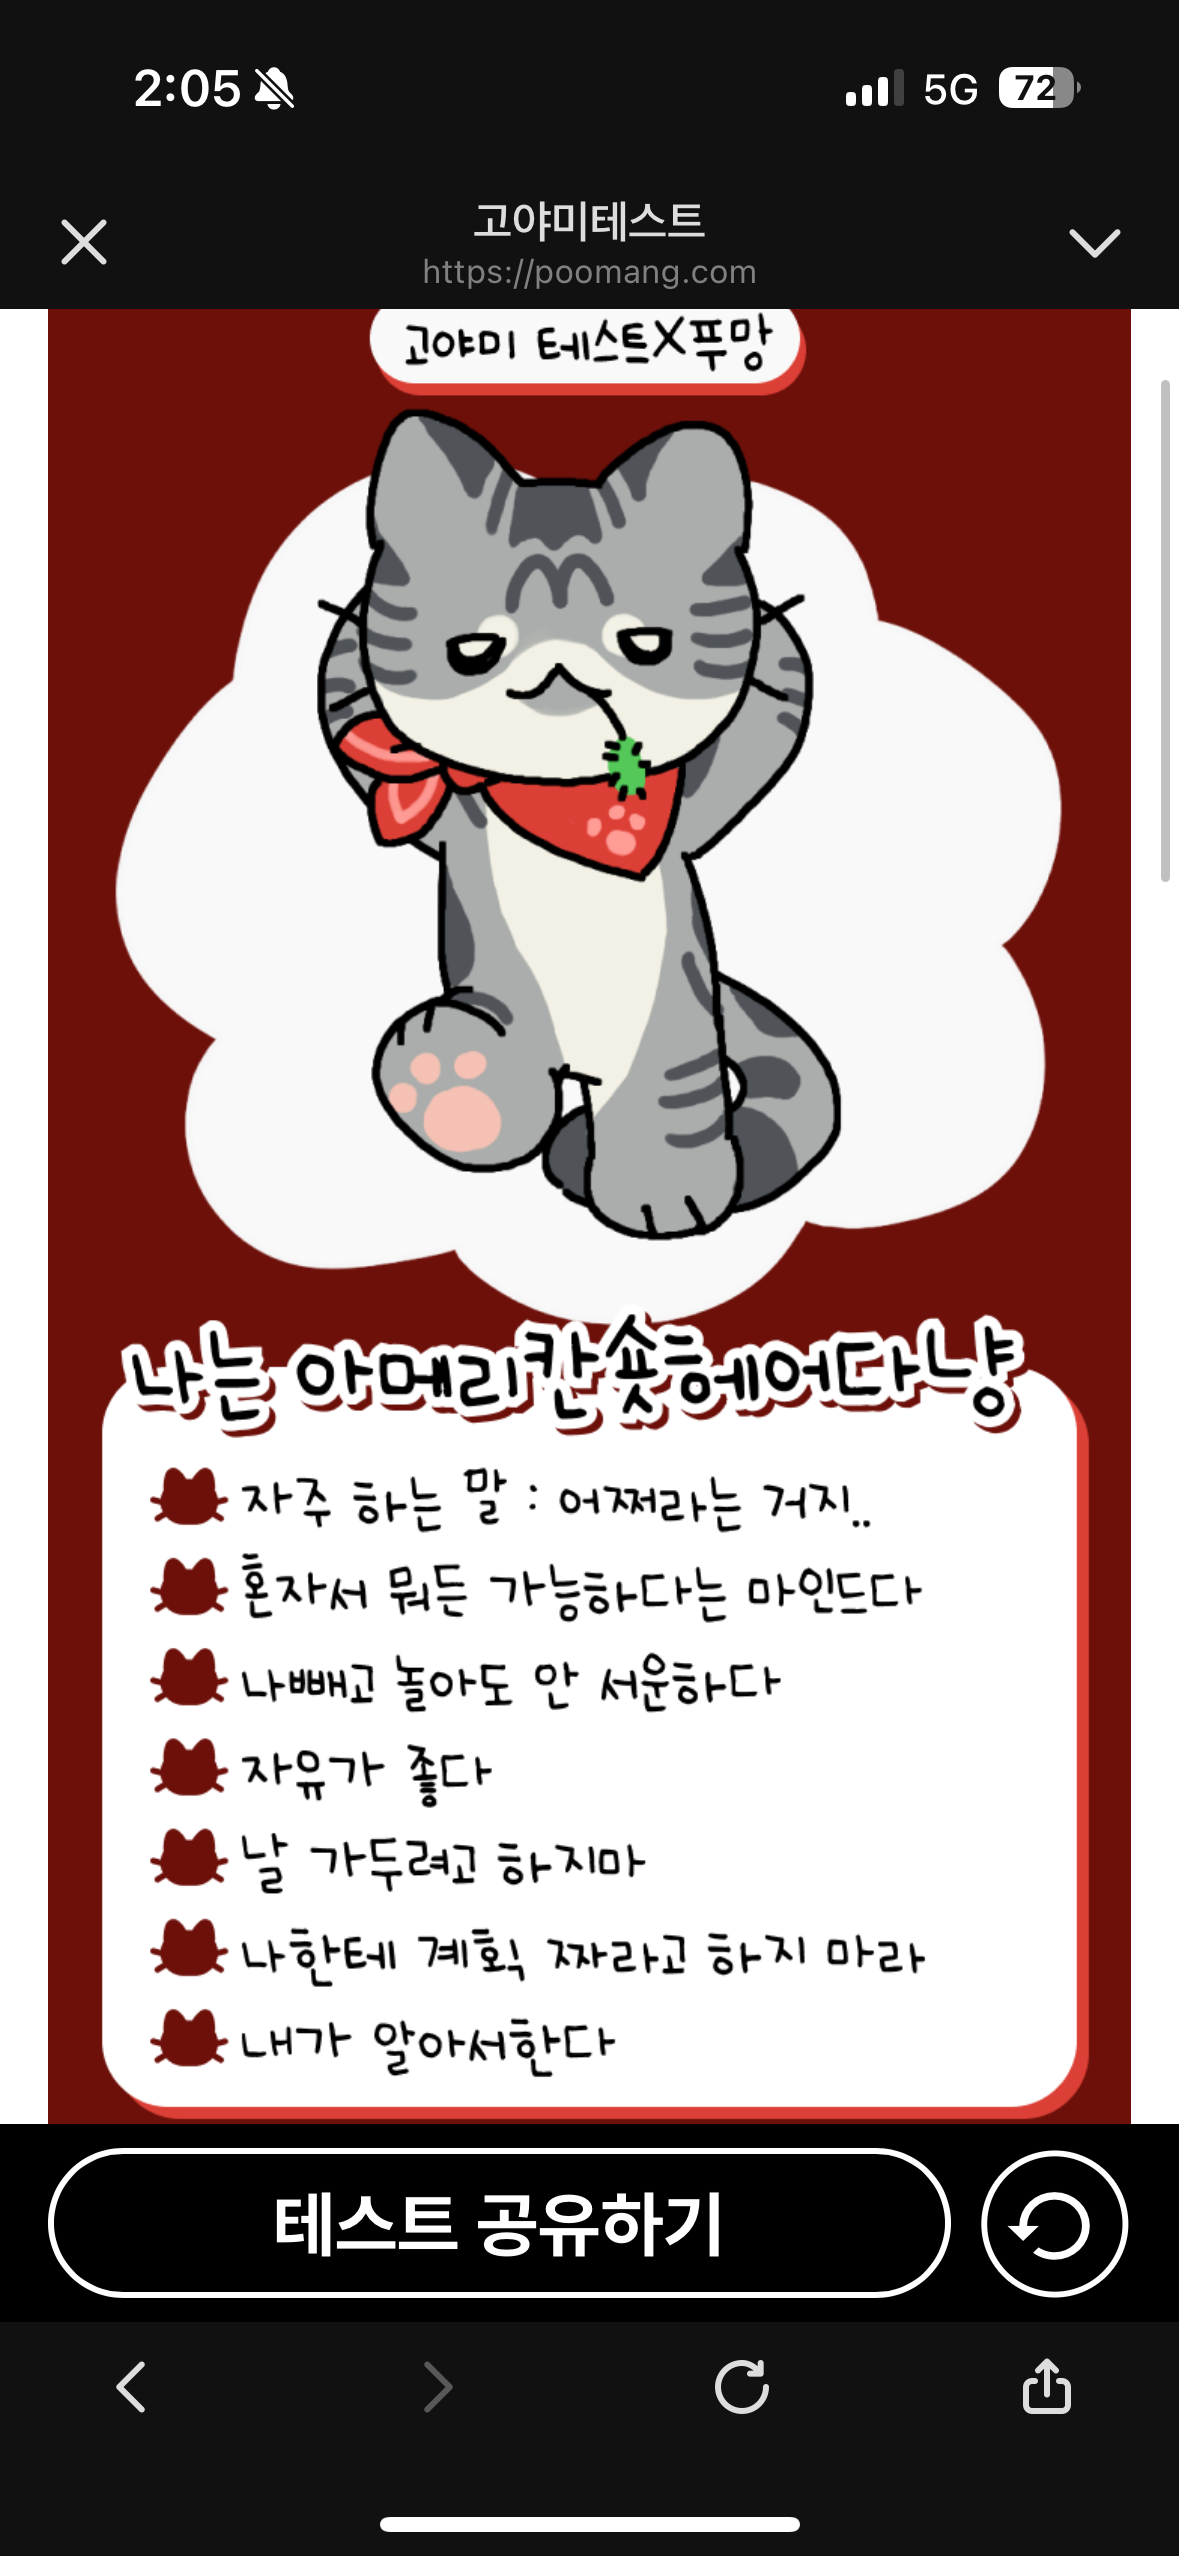 2:05
5G
72
고야미테스트
https://poomang.com
고야미 테스트X푸망
나는 아메리칸숏헤어다냥
자주 하는 말 : 어쩌라는 거지..
혼자서 뭐든 가능하다는 마인드다
나빼고 놀아도 안 서운하다
자유가 좋다
날 가두려고 하지마
나한테 계획 짜라고 하지 마라
내가 알아서한다
테스트 공유하기